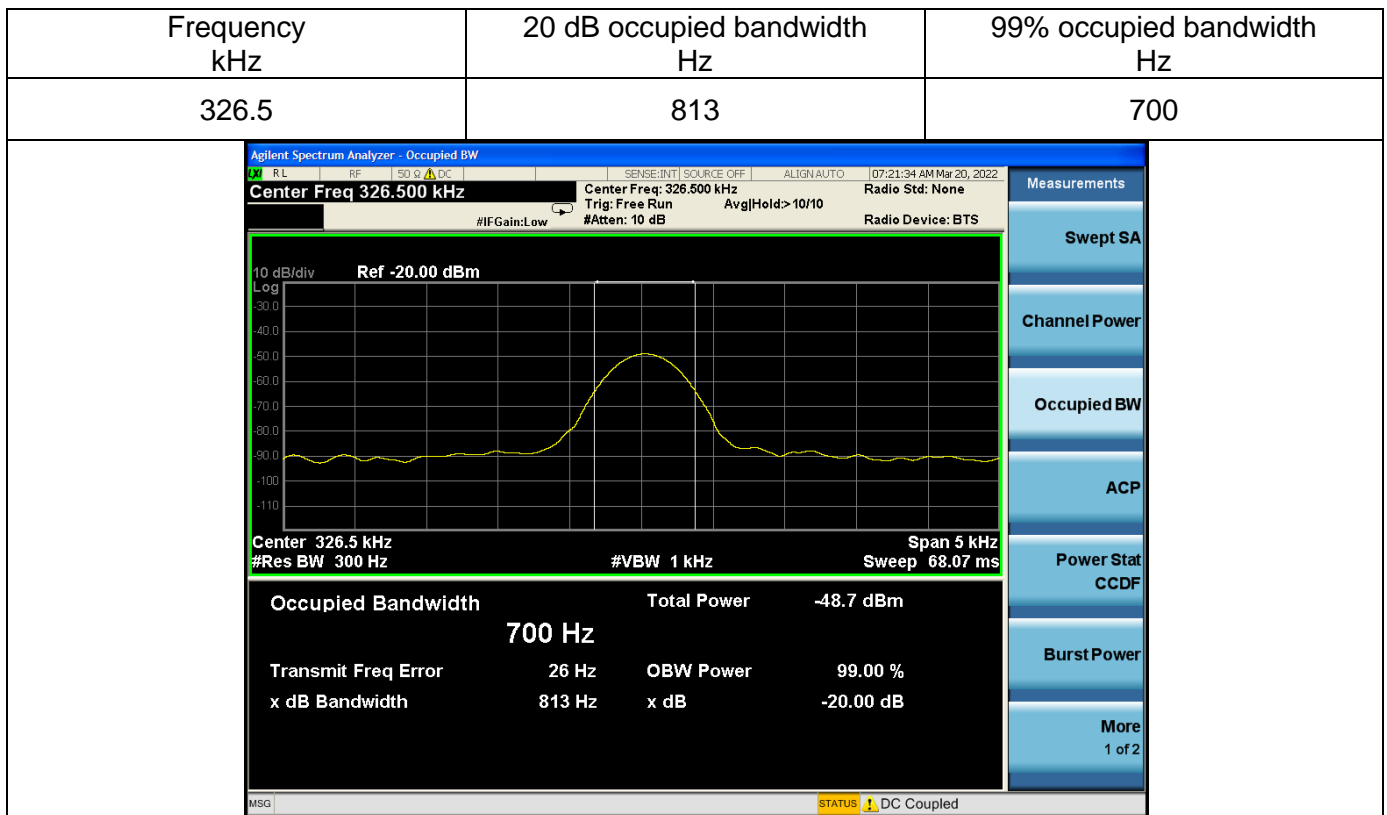 Frequency
kHz
20 dB occupied bandwidth
Hz
99% occupied bandwidth
Hz
326.5
813
700
Agilent Spectrum Analyzer - Occupied BW
LXI RL RF 50 Ω DC SENSE:INT SOURCE OFF ALIGN AUTO 07:21:34 AM Mar 20, 2022
Center Freq 326.500 kHz
Center Freq: 326.500 kHz
Radio Std: None
Trig: Free Run Avg|Hold:>10/10
#IFGain:Low
#Atten: 10 dB
Radio Device: BTS
10 dB/div Ref -20.00 dBm
Log
-30.0
-40.0
-50.0
-60.0
-70.0
-80.0
-90.0
-100
-110
Center 326.5 kHz Span 5 kHz
#Res BW 300 Hz #VBW 1 kHz Sweep 68.07 ms
Occupied Bandwidth Total Power -48.7 dBm
700 Hz
Transmit Freq Error 26 Hz OBW Power 99.00 %
x dB Bandwidth 813 Hz x dB -20.00 dB
Measurements
Swept SA
Channel Power
Occupied BW
ACP
Power Stat
CCDF
Burst Power
More
1 of 2
MSG STATUS DC Coupled